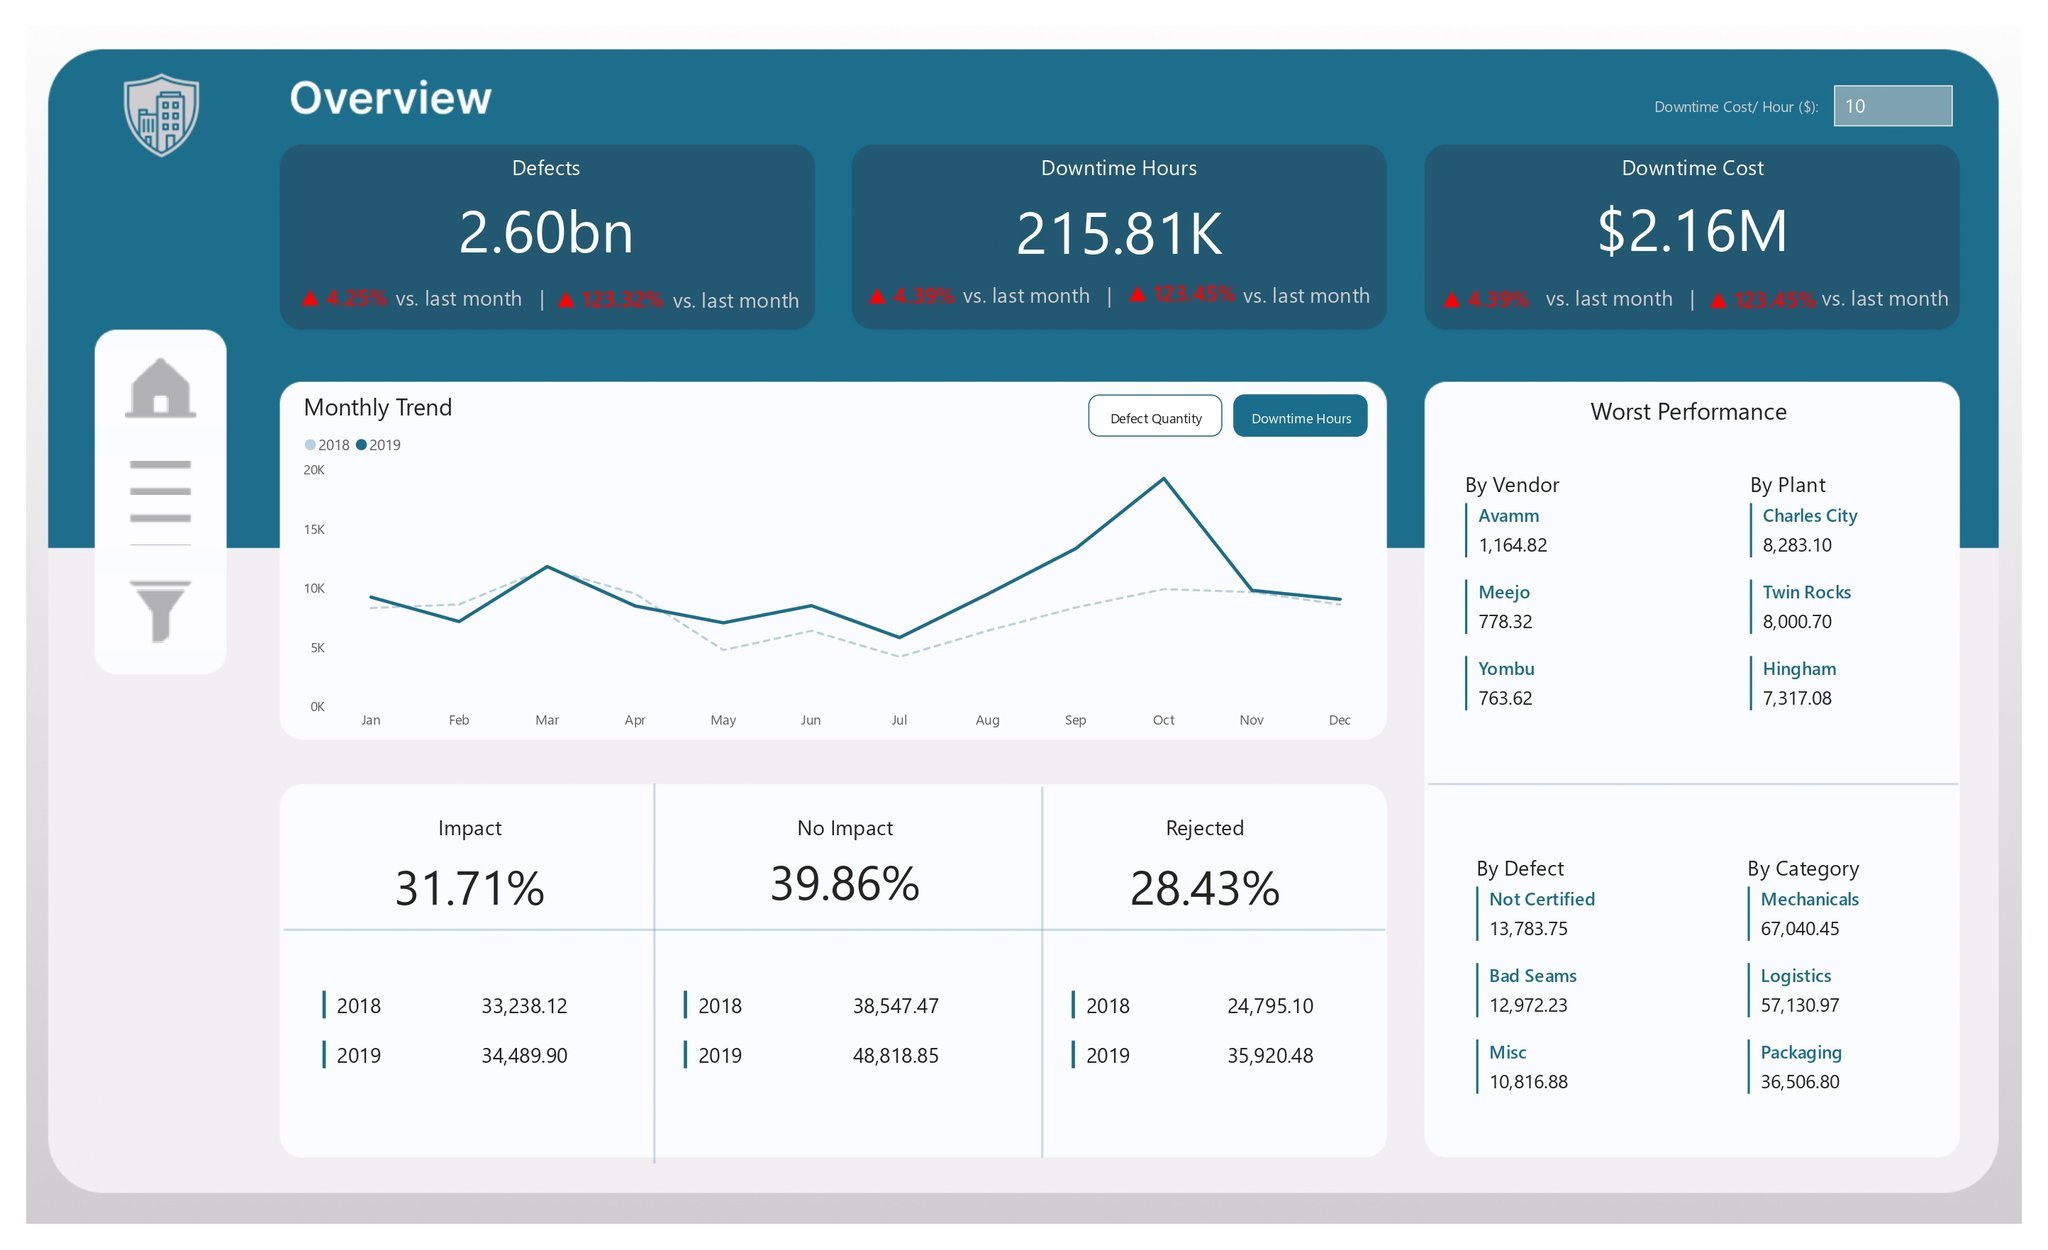 Overview
Downtime Cost/ Hour ($):
10
Defects
2.60bn
▲ 4.25% vs. last month | ▲ 123.32% vs. last month
Downtime Hours
215.81K
▲ 4.39% vs. last month | ▲ 123.45% vs. last month
Downtime Cost
$2.16M
▲ 4.39% vs. last month | ▲ 123.45% vs. last month
Monthly Trend
Defect Quantity
Downtime Hours
2018 2019
20K
15K
10K
5K
0K
Jan Feb Mar Apr May Jun Jul Aug Sep Oct Nov Dec
Worst Performance
By Vendor
Avamm
1,164.82
Meejo
778.32
Yombu
763.62
By Plant
Charles City
8,283.10
Twin Rocks
8,000.70
Hingham
7,317.08
Impact
31.71%
2018 33,238.12
2019 34,489.90
No Impact
39.86%
2018 38,547.47
2019 48,818.85
Rejected
28.43%
2018 24,795.10
2019 35,920.48
By Defect
Not Certified
13,783.75
Bad Seams
12,972.23
Misc
10,816.88
By Category
Mechanicals
67,040.45
Logistics
57,130.97
Packaging
36,506.80